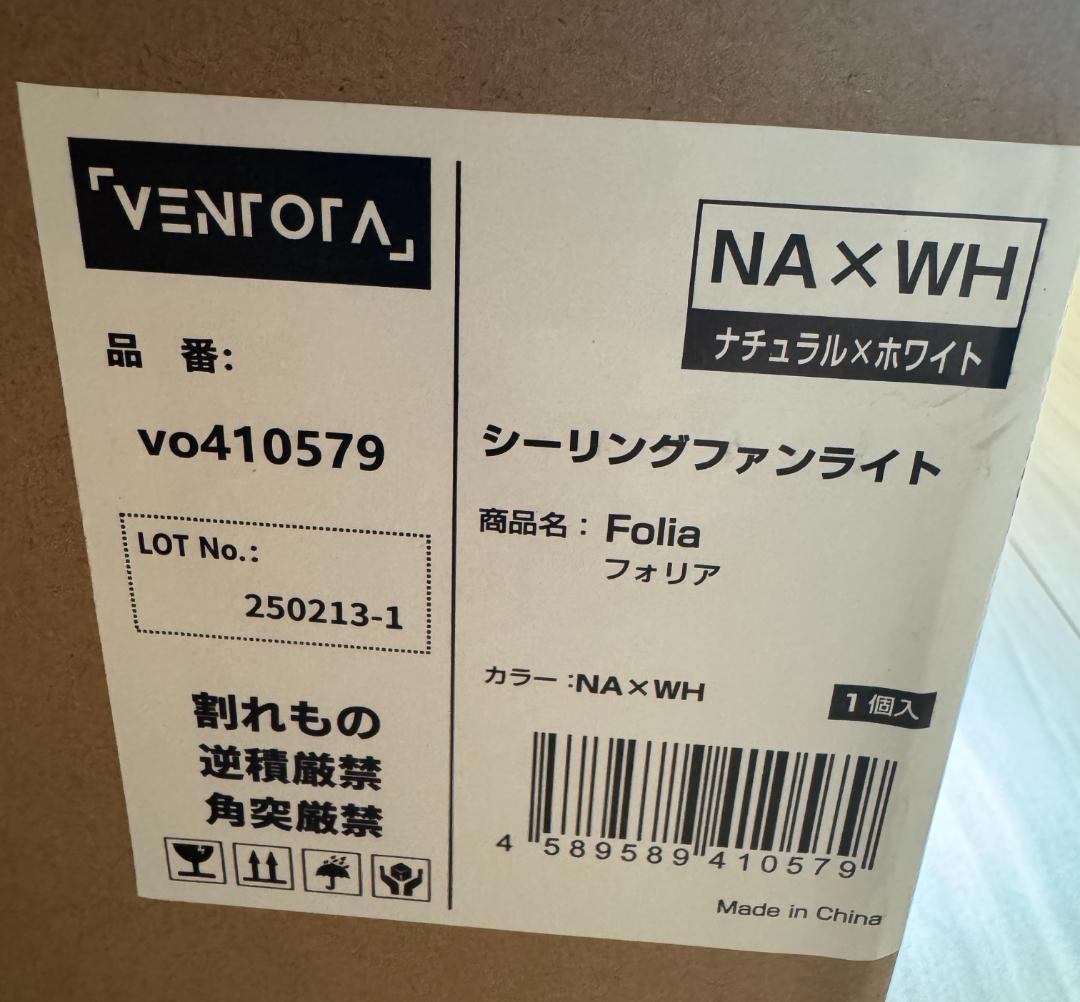 VENTOTA
品 番:
vo410579
LOT No.:
250213-1
割れもの
逆積厳禁
角突厳禁
NA×WH
ナチュラル×ホワイト
シーリングファンライト
商品名： Folia
フォリア
カラー：NA×WH
1個入
4 589589 410579
Made in China